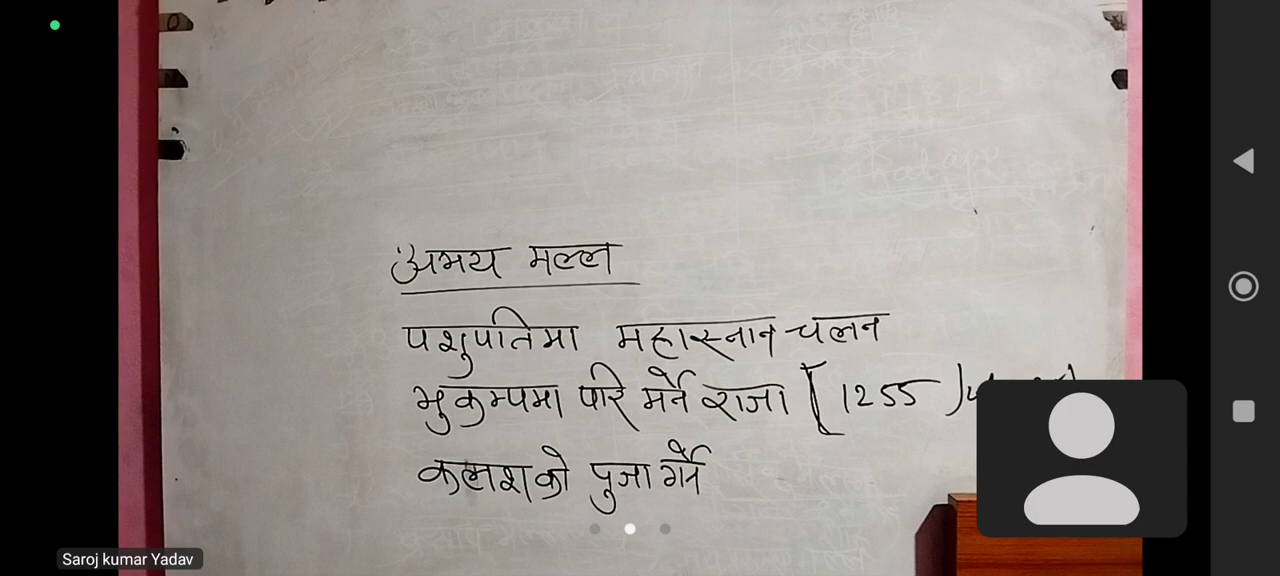 अभय मल्ल
पशुपतिमा महास्नान चलन
भुकम्पमा परि मर्ने राजा (1255)
कलशको पुजा गर्ने
Saroj kumar Yadav